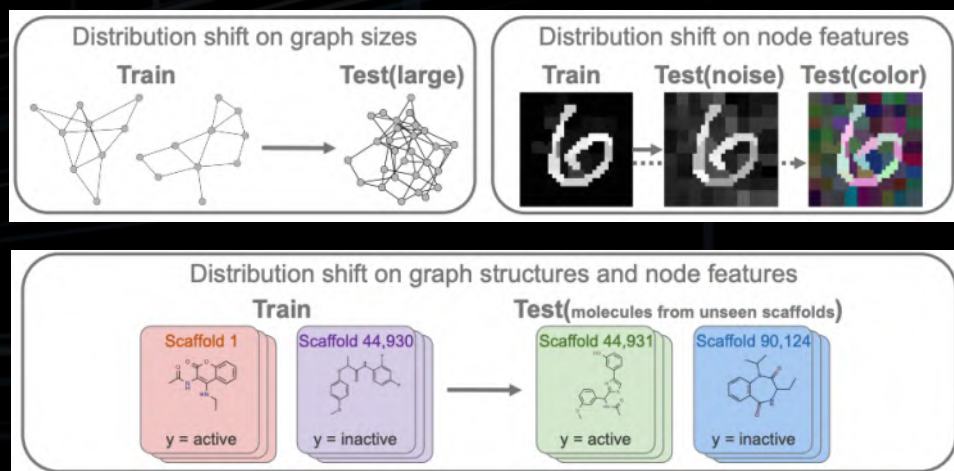 Distribution shift on graph sizes
Train
Test(large)
Distribution shift on node features
Train
Test(noise)
Test(color)
Distribution shift on graph structures and node features
Train
Test(molecules from unseen scaffolds)
Scaffold 1
y = active
Scaffold 44,930
y = inactive
Scaffold 44,931
y = active
Scaffold 90,124
y = inactive